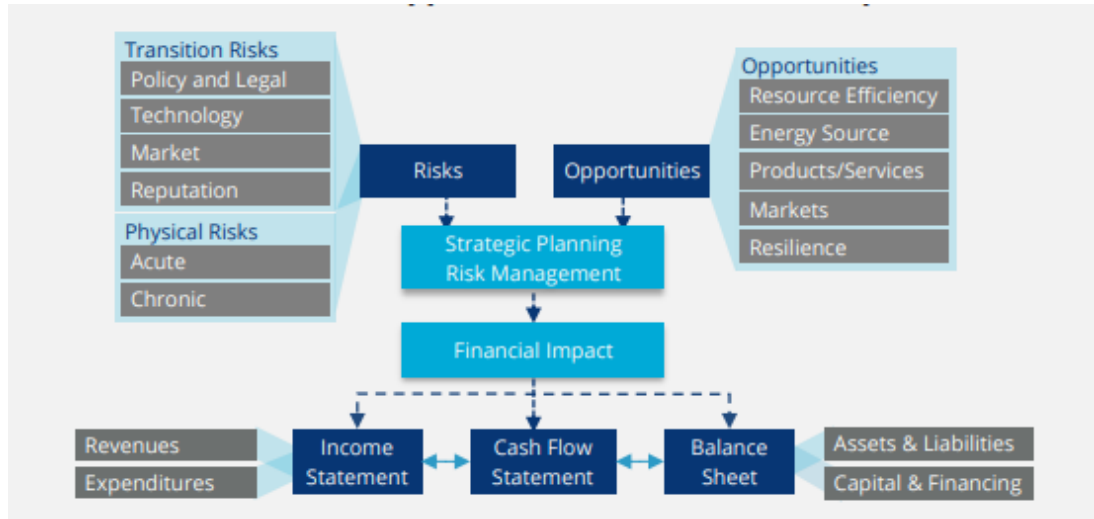 Transition Risks
Policy and Legal
Technology
Market
Reputation
Physical Risks
Acute
Chronic
Risks
Opportunities
Opportunities
Resource Efficiency
Energy Source
Products/Services
Markets
Resilience
Strategic Planning
Risk Management
Financial Impact
Revenues
Expenditures
Income
Statement
Cash Flow
Statement
Balance
Sheet
Assets & Liabilities
Capital & Financing